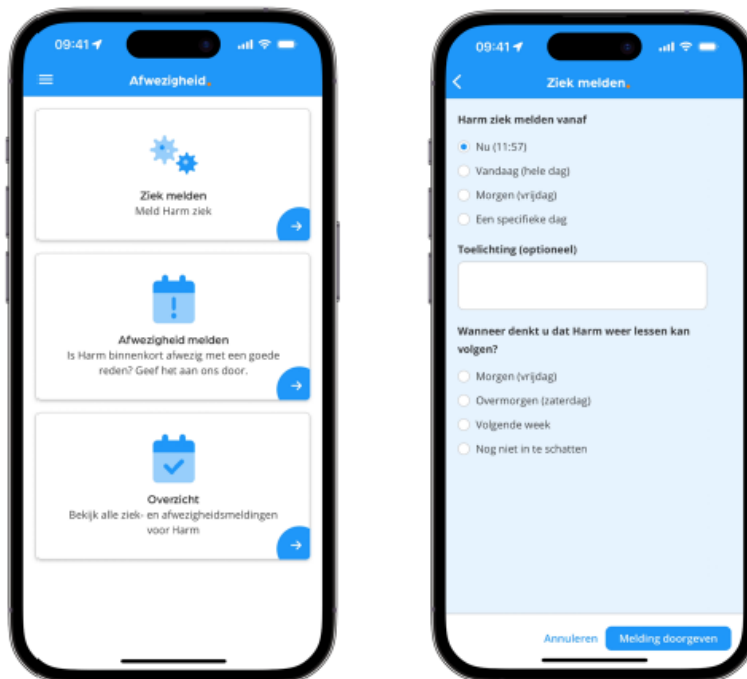 09:41
Afwezigheid.
Ziek melden
Meld Harm ziek
Afwezigheid melden
Is Harm binnenkort afwezig met een goede
reden? Geef het aan ons door.
Overzicht
Bekijk alle ziek- en afwezigheidsmeldingen
voor Harm
09:41
Ziek melden.
Harm ziek melden vanaf
Nu (11:57)
Vandaag (hele dag)
Morgen (vrijdag)
Een specifieke dag
Toelichting (optioneel)
Wanneer denkt u dat Harm weer lessen kan
volgen?
Morgen (vrijdag)
Overmorgen (zaterdag)
Volgende week
Nog niet in te schatten
Annuleren Melding doorgeven